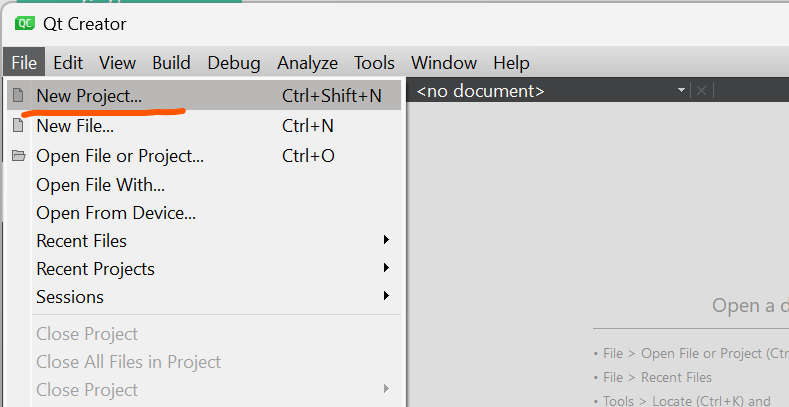 QC Qt Creator
File Edit View Build Debug Analyze Tools Window Help
New Project... Ctrl+Shift+N
<no document>
New File... Ctrl+N
Open File or Project... Ctrl+O
Open File With...
Open From Device...
Recent Files
Recent Projects
Sessions
Close Project
Close All Files in Project
Close Project
Open a
• File > Open File or Project
• File > Recent Files
• Tools > Locate (Ctrl+K) and